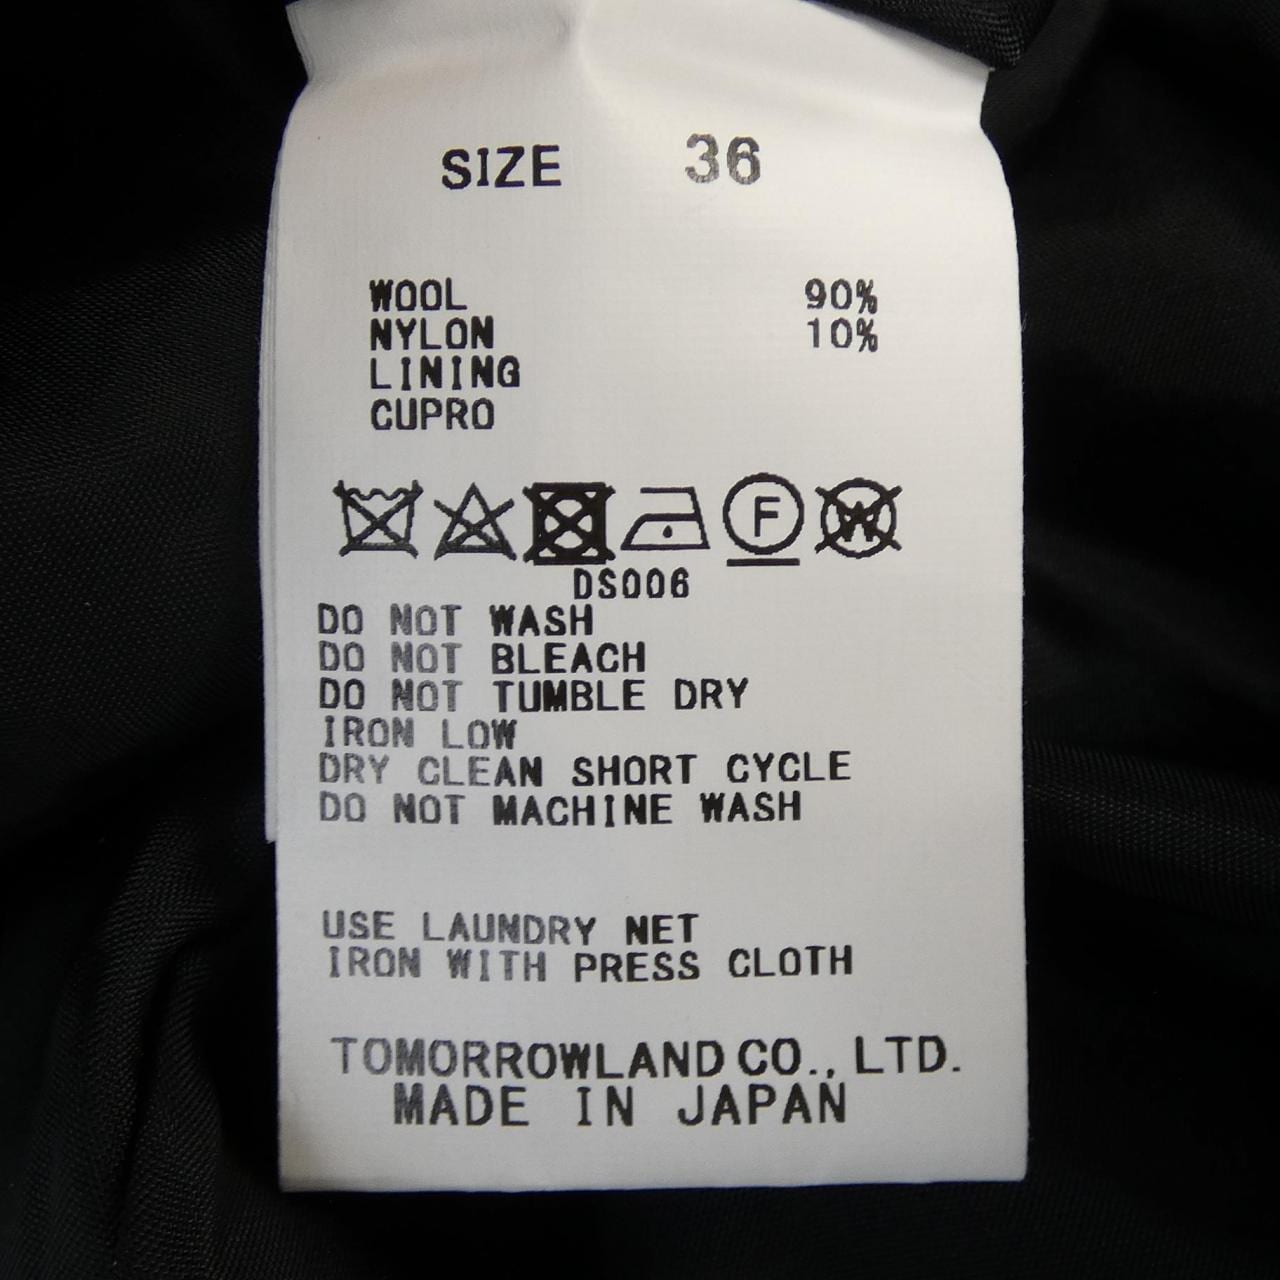 SIZE 36
WOOL 90%
NYLON 10%
LINING
CUPRO
F W
DS006
DO NOT WASH
DO NOT BLEACH
DO NOT TUMBLE DRY
IRON LOW
DRY CLEAN SHORT CYCLE
DO NOT MACHINE WASH
USE LAUNDRY NET
IRON WITH PRESS CLOTH
TOMORROWLAND CO., LTD.
MADE IN JAPAN